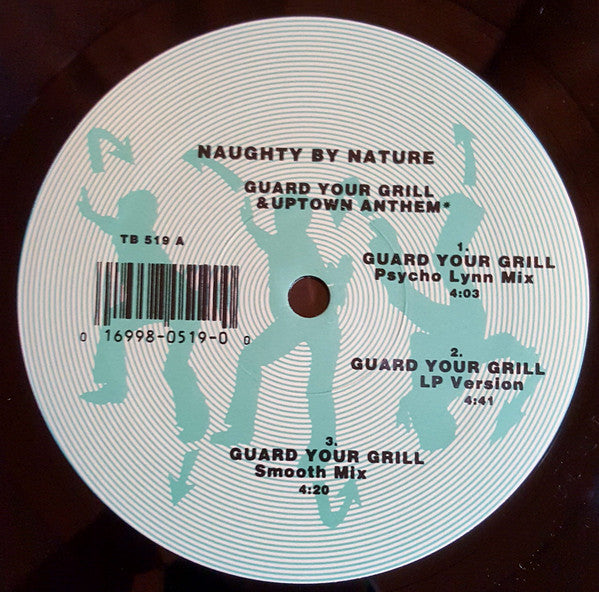 NAUGHTY BY NATURE
GUARD YOUR GRILL
& UPTOWN ANTHEM*
TB 519 A
0 16998-0519-0 0
1.
GUARD YOUR GRILL
Psycho Lynn Mix
4:03
2.
GUARD YOUR GRILL
LP Version
4:41
3.
GUARD YOUR GRILL
Smooth Mix
4:20